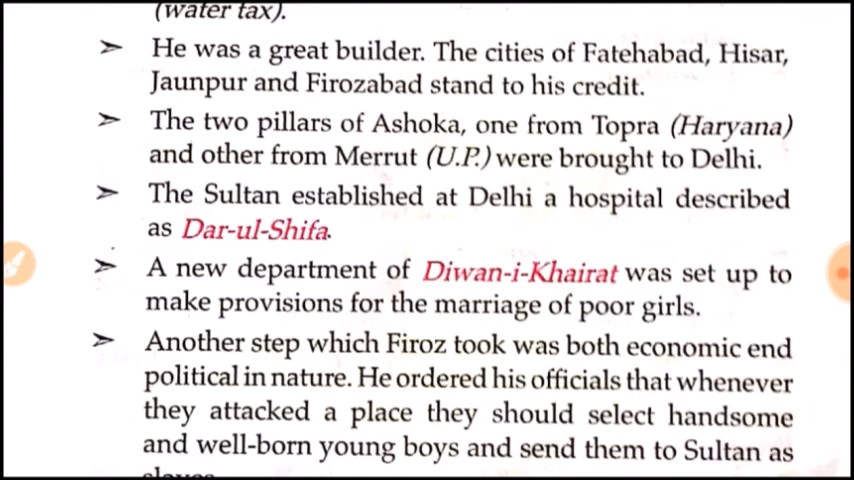 (water tax).
➢ He was a great builder. The cities of Fatehabad, Hisar,
Jaunpur and Firozabad stand to his credit.
➢ The two pillars of Ashoka, one from Topra (Haryana)
and other from Merrut (U.P.) were brought to Delhi.
➢ The Sultan established at Delhi a hospital described
as Dar-ul-Shifa.
➢ A new department of Diwan-i-Khairat was set up to
make provisions for the marriage of poor girls.
➢ Another step which Firoz took was both economic end
political in nature. He ordered his officials that whenever
they attacked a place they should select handsome
and well-born young boys and send them to Sultan as
slaves.